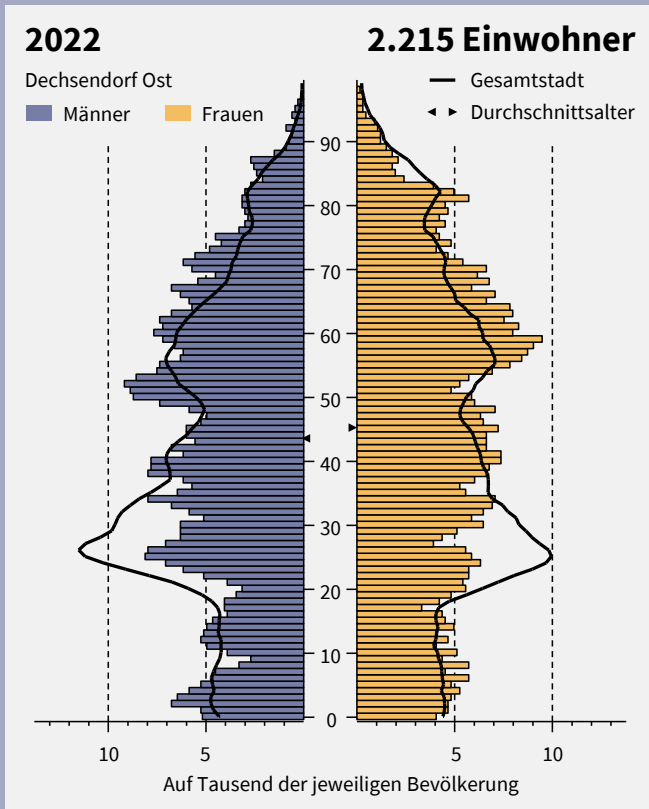 2022
2.215 Einwohner
Dechsendorf Ost
Gesamtstadt
Männer
Frauen
Durchschnittsalter
90
80
70
60
50
40
30
20
10
0
10
5
5
10
Auf Tausend der jeweiligen Bevölkerung